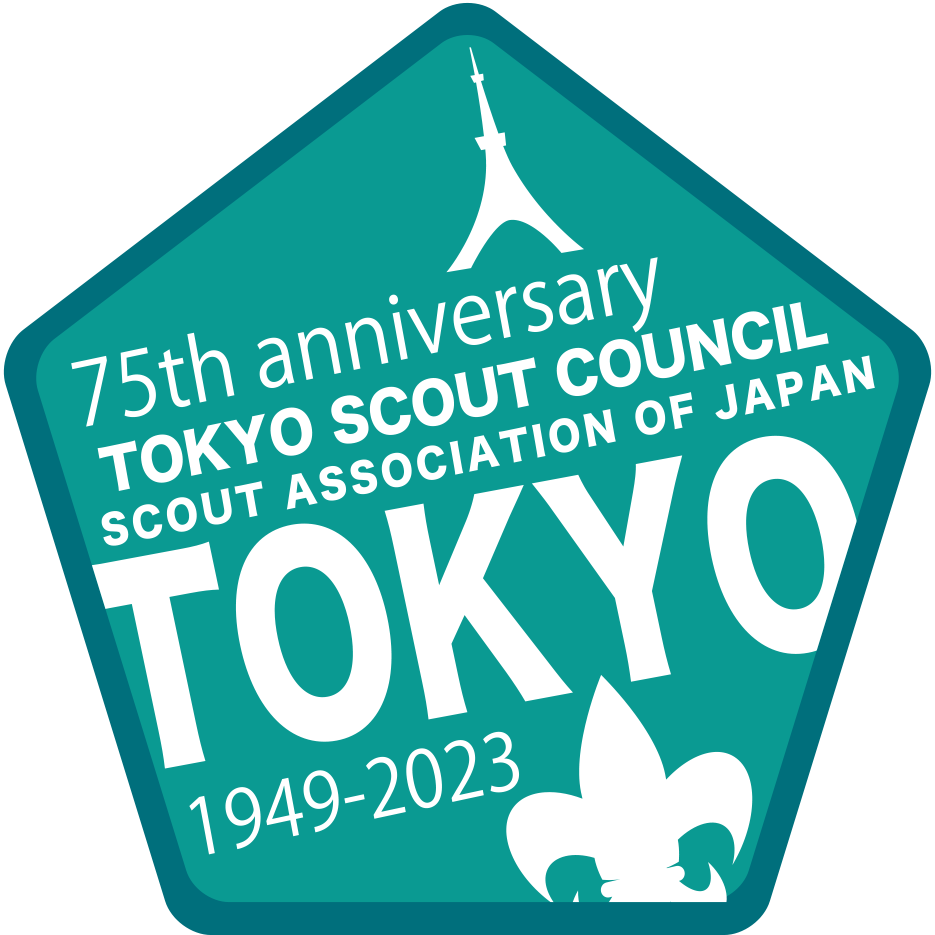 75th anniversary
TOKYO SCOUT COUNCIL
SCOUT ASSOCIATION OF JAPAN
TOKYO
1949-2023